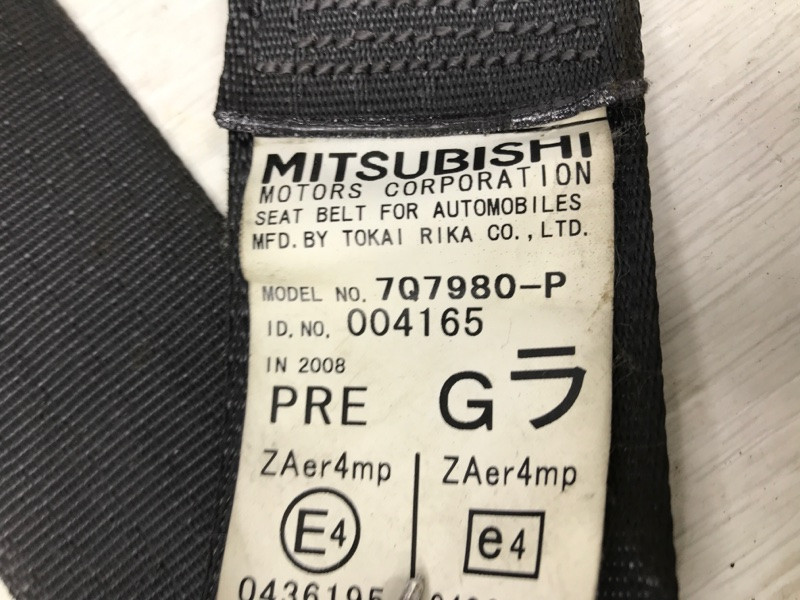 MITSUBISHI
MOTORS CORPORATION
SEAT BELT FOR AUTOMOBILES
MFD.BY TOKAI RIKA CO.,LTD.
MODEL NO. 7Q7980-P
ID.NO. 004165
IN 2008
PRE Gラ
ZAer4mp ZAer4mp
E4 e4
0436195